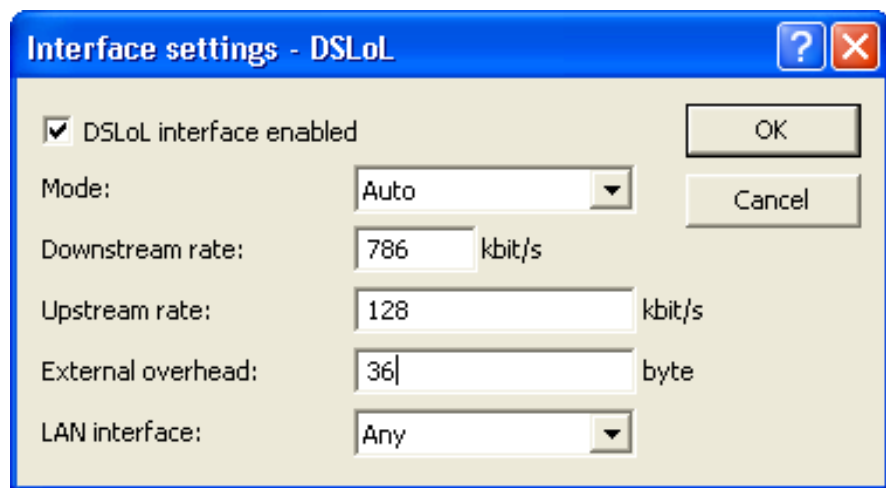 Interface settings - DSLoL
DSLoL interface enabled
OK
Mode: Auto
Cancel
Downstream rate: 786 kbit/s
Upstream rate: 128 kbit/s
External overhead: 36 byte
LAN interface: Any